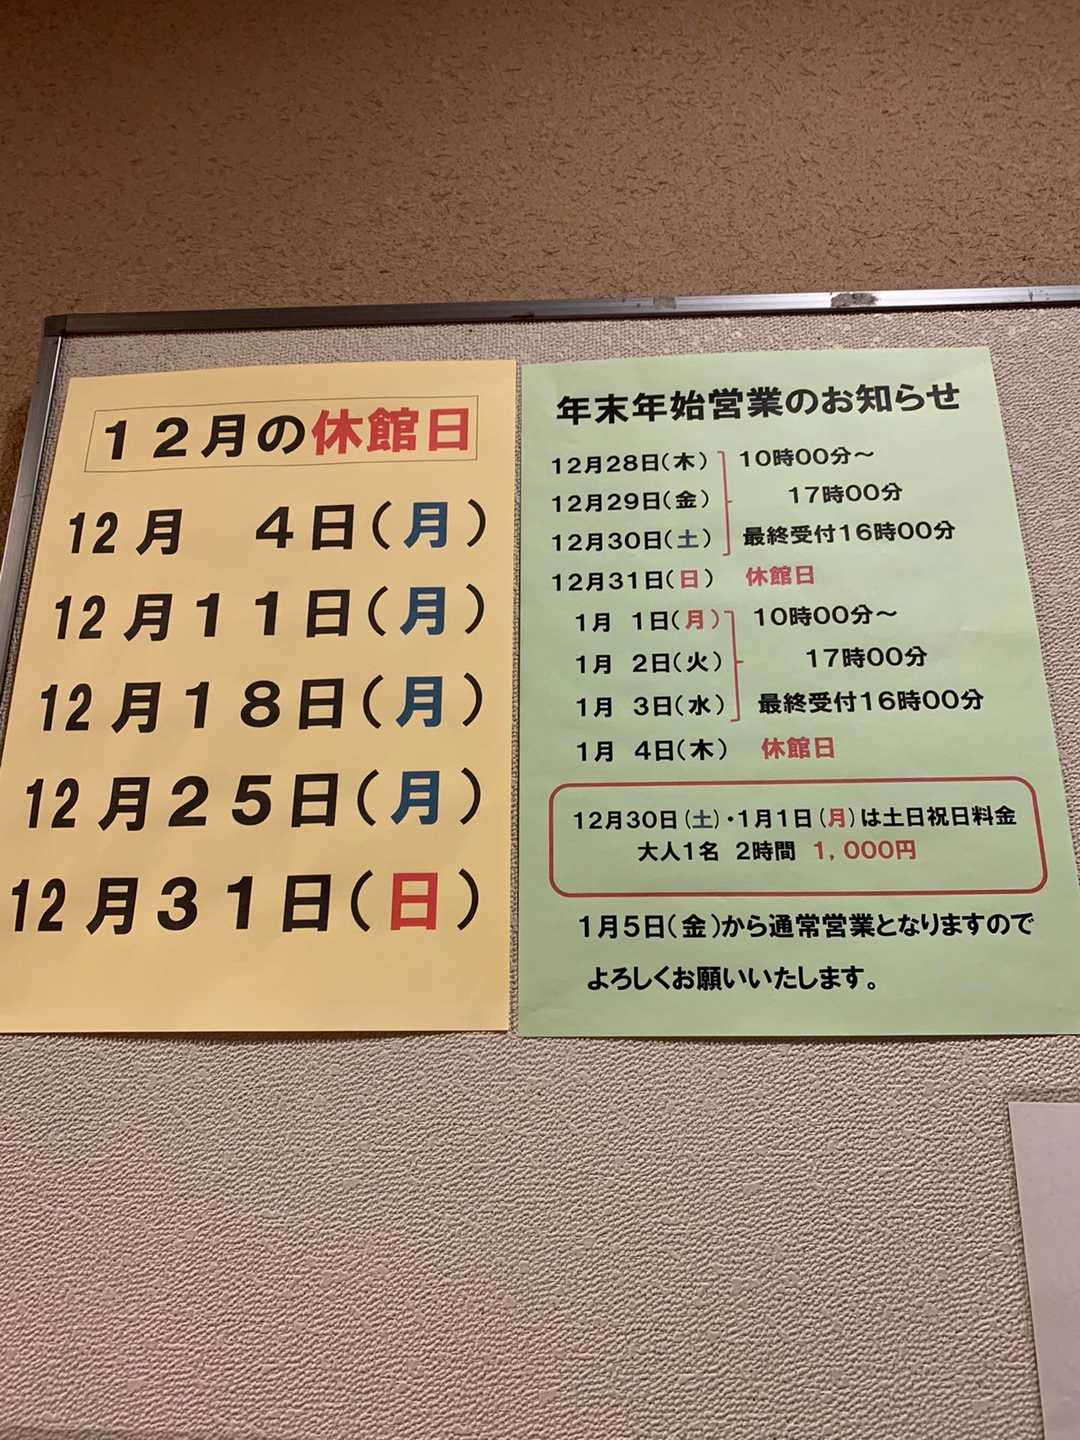 12月の休館日
12月　4日(月)
12月11日(月)
12月18日(月)
12月25日(月)
12月31日(日)
年末年始営業のお知らせ
12月28日(木)　10時00分～
12月29日(金)　17時00分
12月30日(土)　最終受付16時00分
12月31日(日)　休館日
1月　1日(月)　10時00分～
1月　2日(火)　17時00分
1月　3日(水)　最終受付16時00分
1月　4日(木)　休館日
12月30日(土)・1月1日(月)は土日祝日料金
大人1名　2時間　1,000円
1月5日(金)から通常営業となりますので
よろしくお願いいたします。